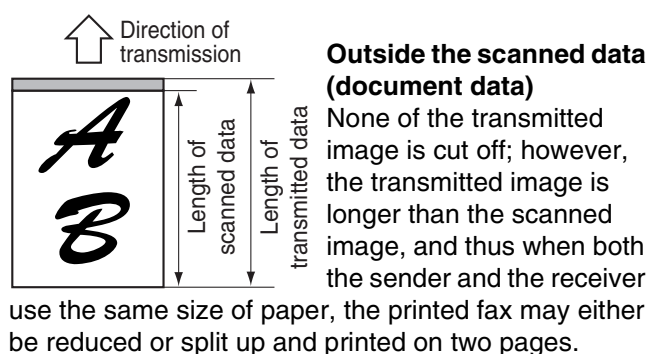 Direction of
transmission
A
B
Length of
scanned data
Length of
transmitted data
Outside the scanned data
(document data)
None of the transmitted
image is cut off; however,
the transmitted image is
longer than the scanned
image, and thus when both
the sender and the receiver
use the same size of paper, the printed fax may either
be reduced or split up and printed on two pages.